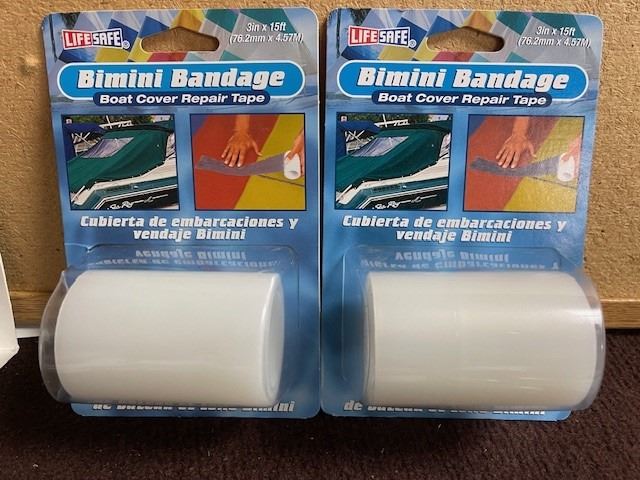 LIFESAFE®
3in x 15ft
(76.2mm x 4.57M)
Bimini Bandage
Boat Cover Repair Tape
Cubierta de embarcaciones y
vendaje Bimini
LIFESAFE®
3in x 15ft
(76.2mm x 4.57M)
Bimini Bandage
Boat Cover Repair Tape
Cubierta de embarcaciones y
vendaje Bimini